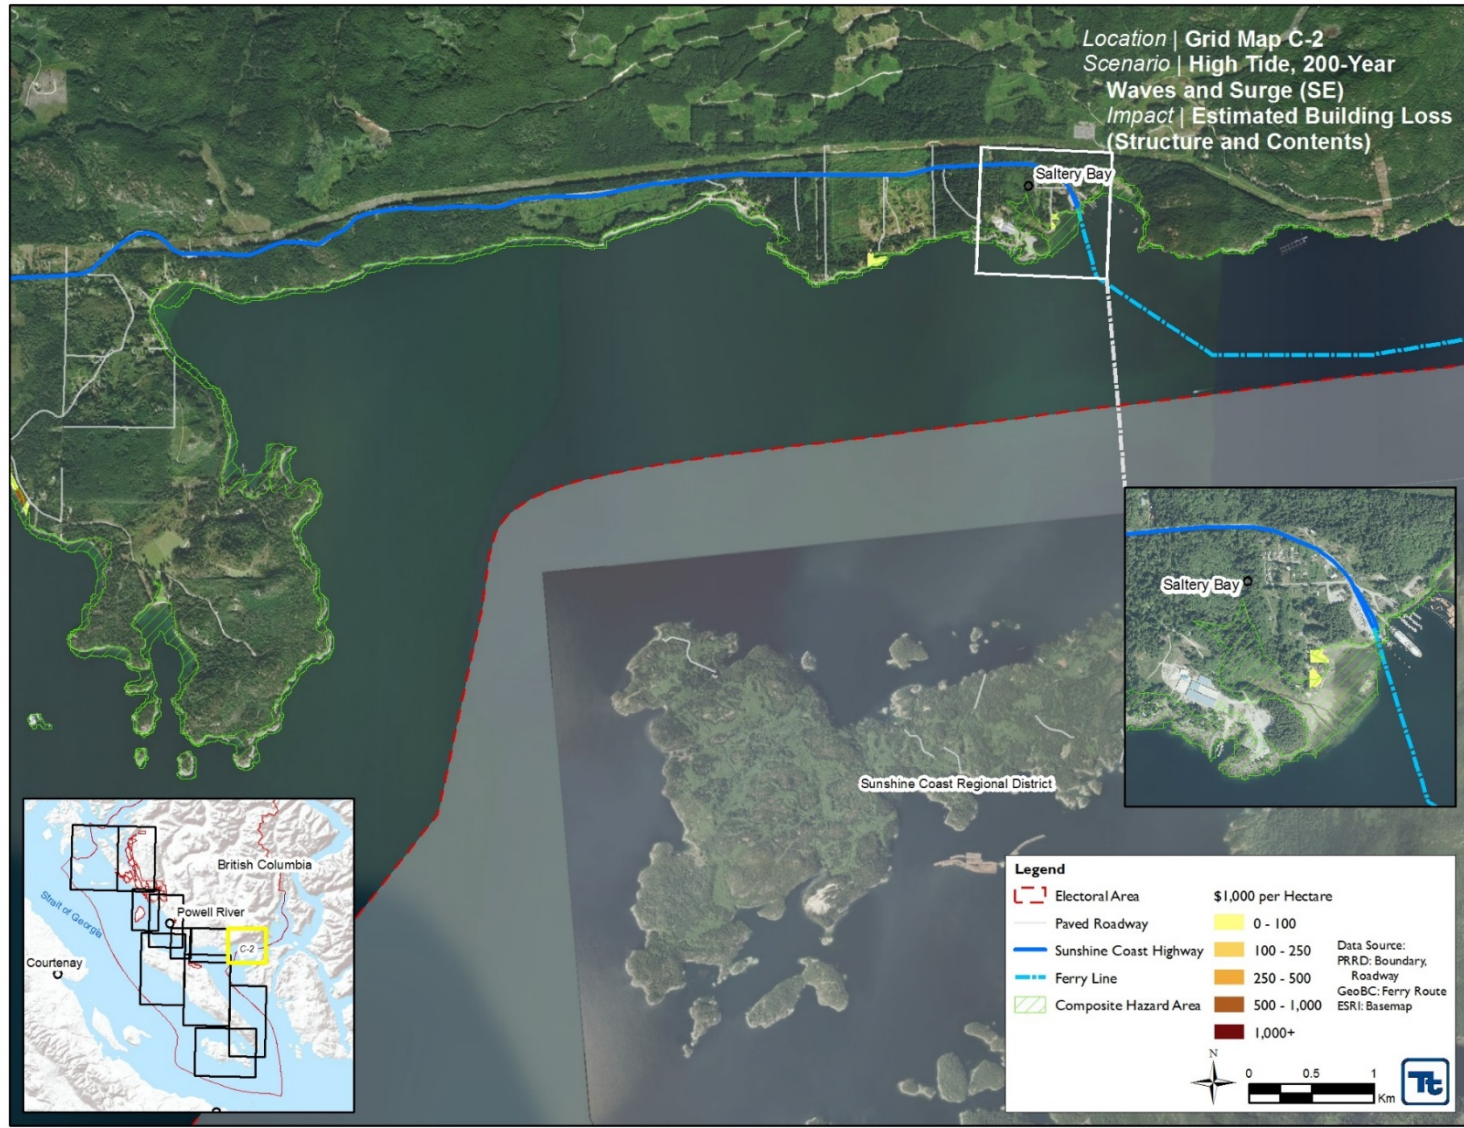 Location | Grid Map C-2
Scenario | High Tide, 200-Year
Waves and Surge (SE)
Impact | Estimated Building Loss
(Structure and Contents)
Saltery Bay
Saltery Bay
Sunshine Coast Regional District
British Columbia
Strait of Georgia
Powell River
C-2
Courtenay
Legend
Electoral Area
Paved Roadway
Sunshine Coast Highway
Ferry Line
Composite Hazard Area
$1,000 per Hectare
0 - 100
100 - 250
250 - 500
500 - 1,000
1,000+
Data Source:
PRRD: Boundary,
Roadway
GeoBC: Ferry Route
ESRI: Basemap
N
0 0.5 1
Km
Tt